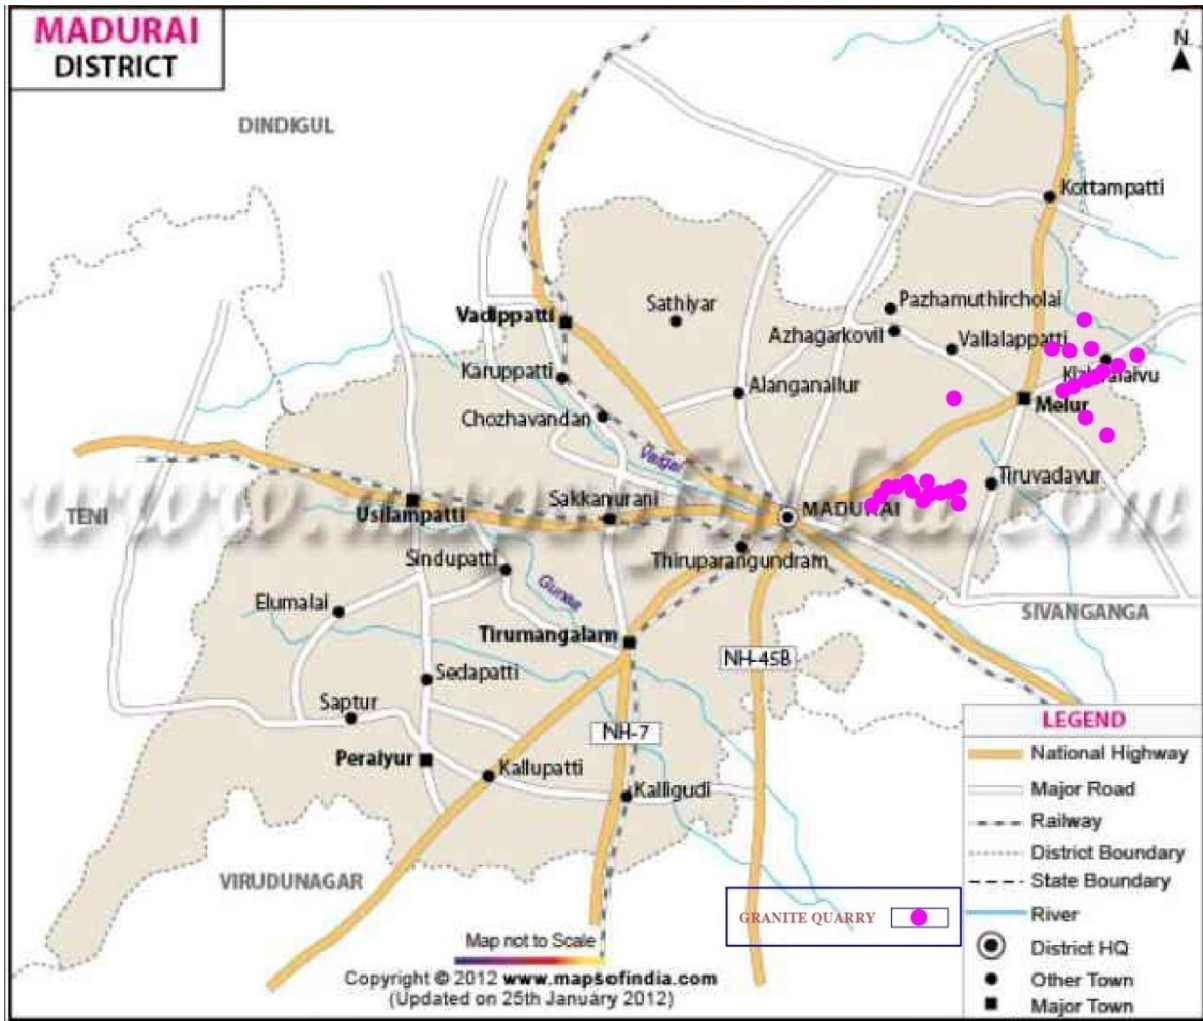 MADURAI
DISTRICT
N
DINDIGUL
Kottampatti
Pazhamuthircholai
Sathiyar
Vadippatti
Azhagarkovil
Vallalappatti
Karuppatti
Alanganallur
Melur
Chozhavandan
Vaigai
Tiruvadavur
www.mapsofindia.com
TENI
Usilampatti
Sakkanurani
MADURAI
Sindupatti
Thiruparangundram
Elumalai
Gundar
SIVANGANGA
Tirumangalam
NH-45B
Sedapatti
Saptur
NH-7
Peraiyur
Kallupatti
Kalligudi
VIRUDUNAGAR
LEGEND
National Highway
Major Road
Railway
District Boundary
State Boundary
River
District HQ
Other Town
Major Town
GRANITE QUARRY
Map not to Scale
Copyright © 2012 www.mapsofindia.com
(Updated on 25th January 2012)